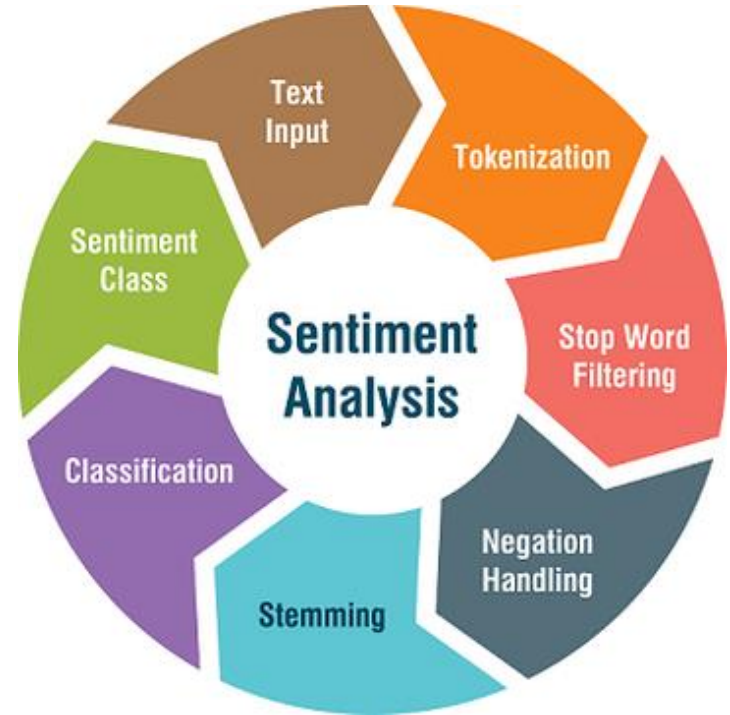 Text
Input
Tokenization
Stop Word
Filtering
Negation
Handling
Stemming
Classification
Sentiment
Class
Sentiment
Analysis